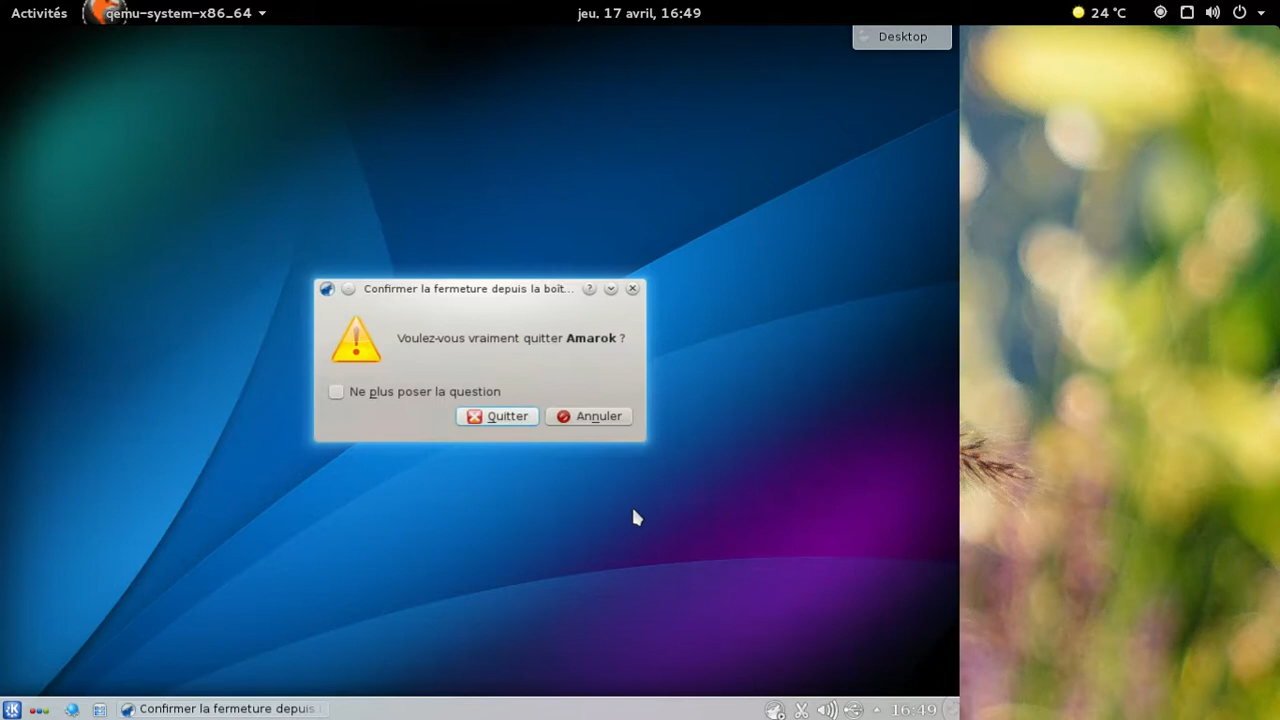 Activités
qemu-system-x86_64
jeu. 17 avril, 16:49
24 °C
Desktop
Confirmer la fermeture depuis la boît...
Voulez-vous vraiment quitter Amarok ?
Ne plus poser la question
Quitter
Annuler
Confirmer la fermeture depuis
16:49